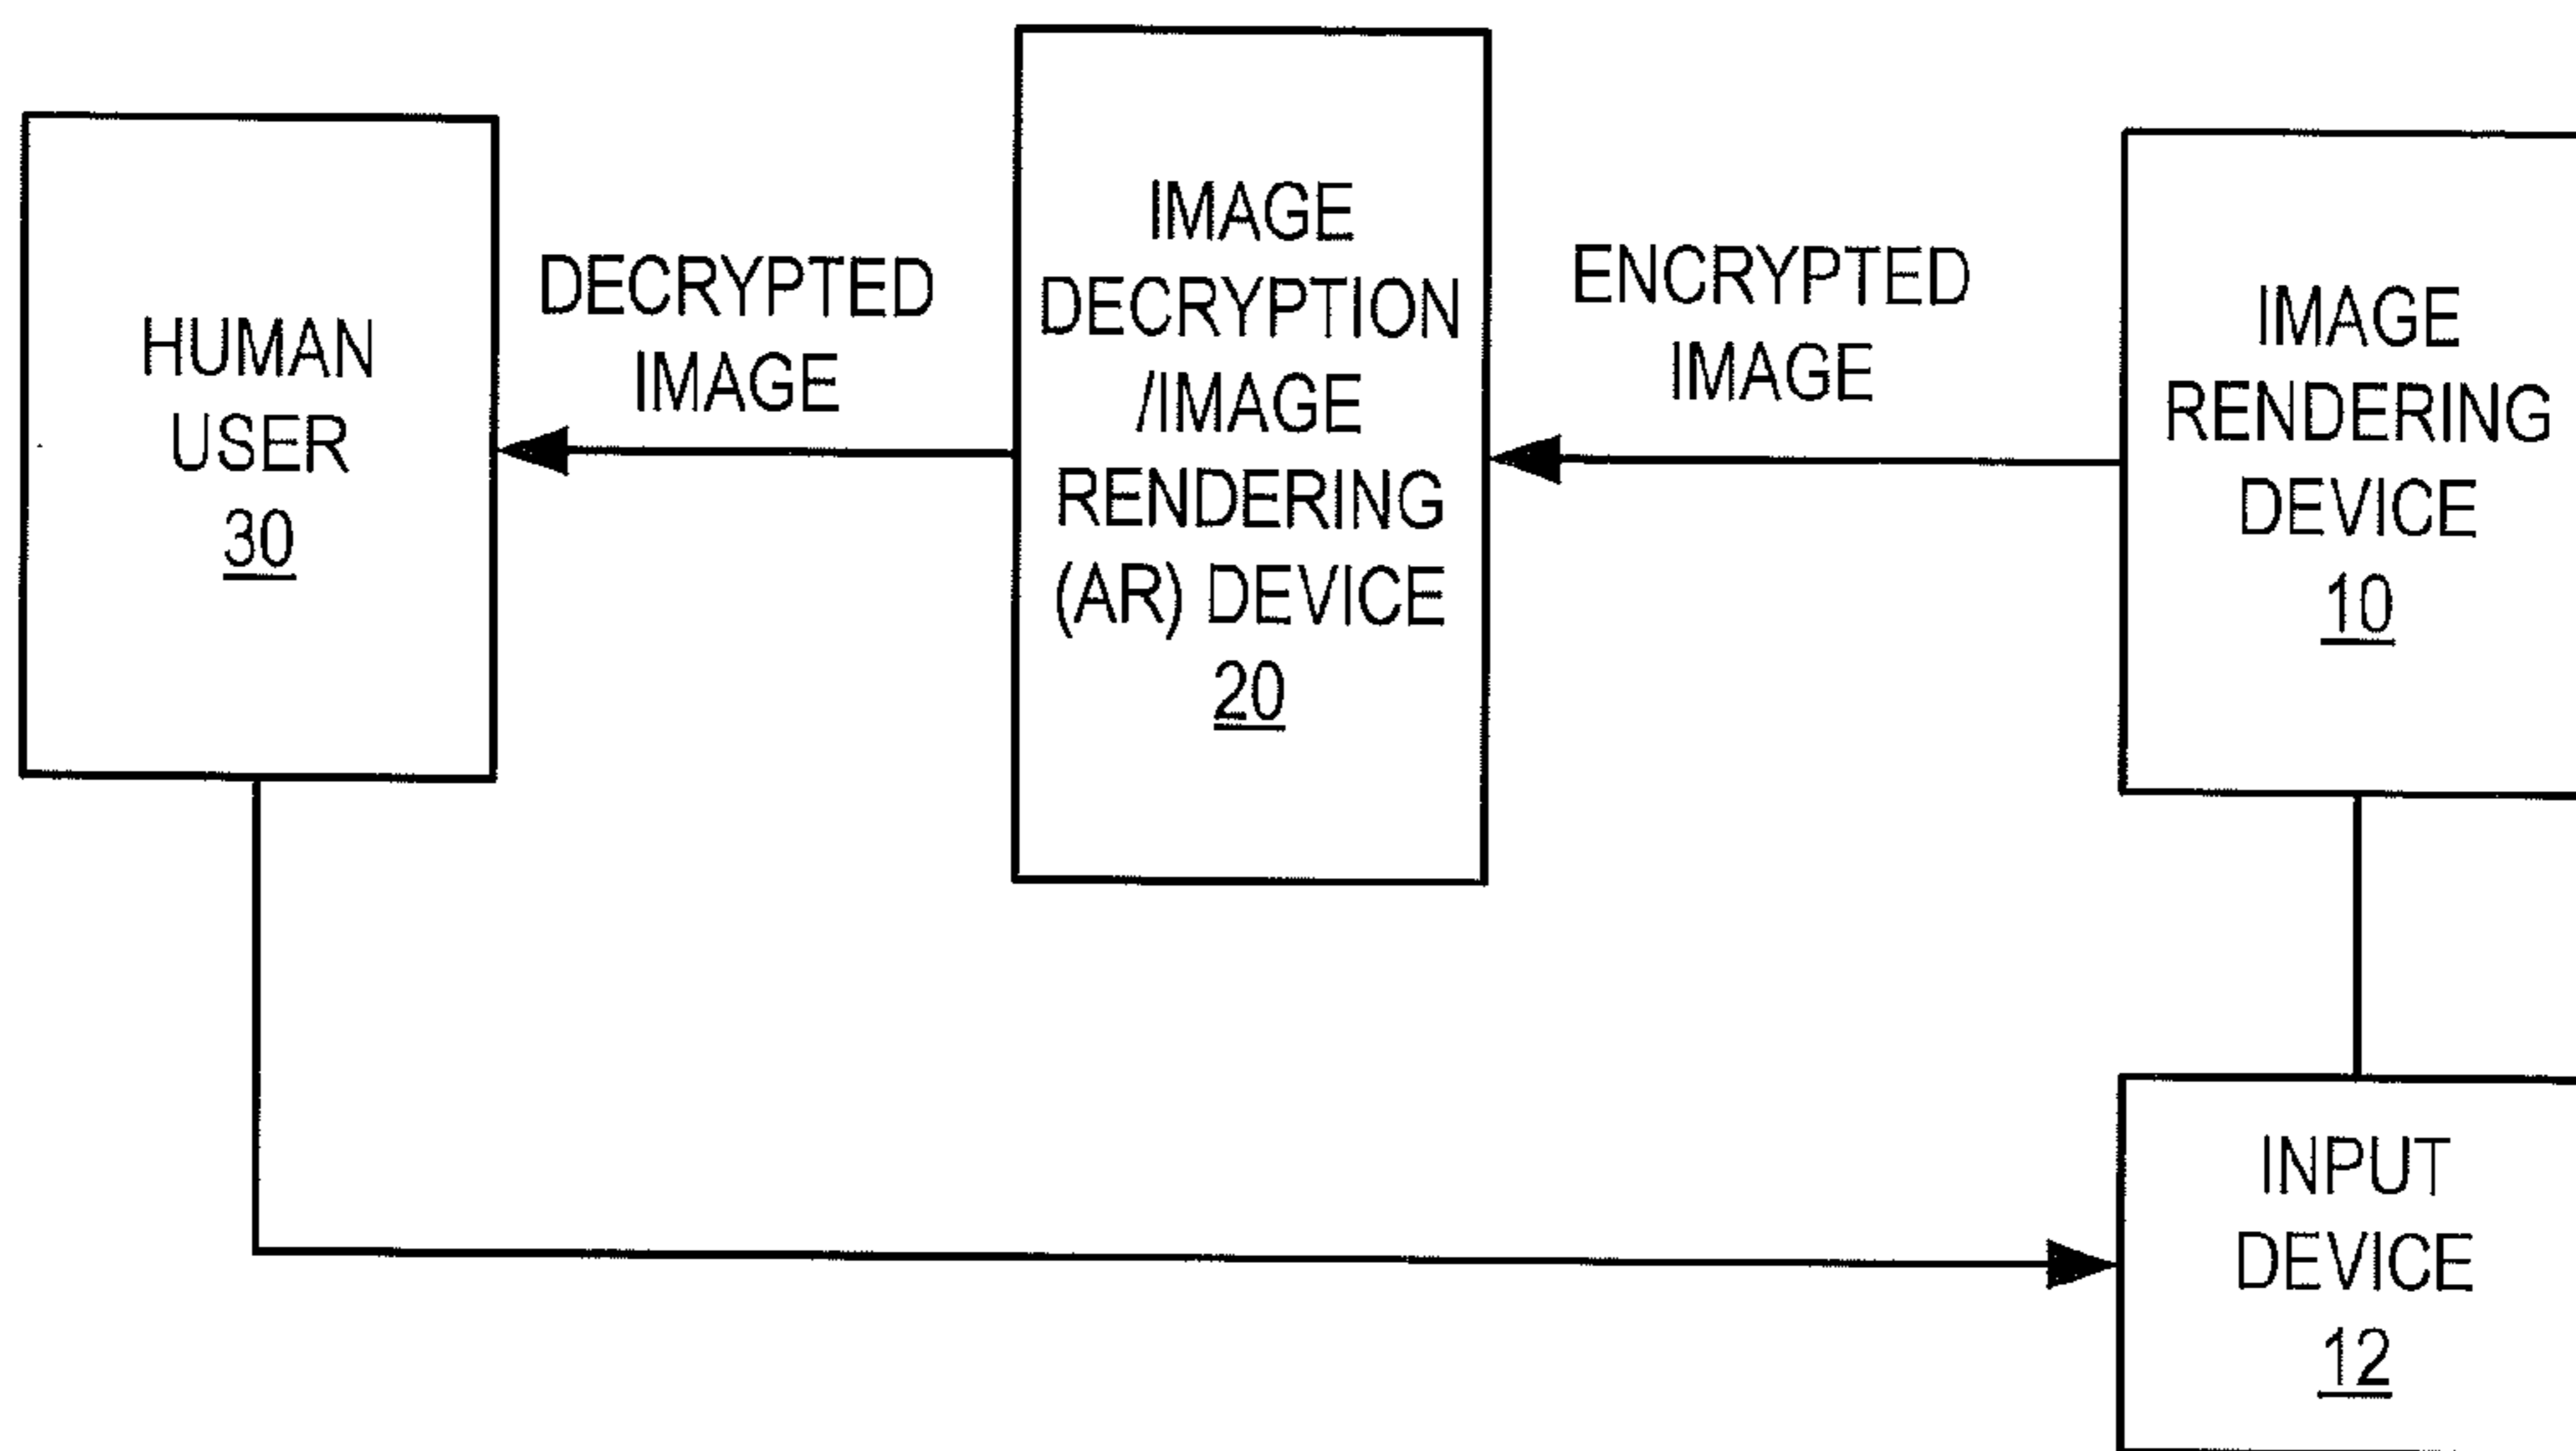 HUMAN
USER
30
DECRYPTED
IMAGE
IMAGE
DECRYPTION
/IMAGE
RENDERING
(AR) DEVICE
20
ENCRYPTED
IMAGE
IMAGE
RENDERING
DEVICE
10
INPUT
DEVICE
12